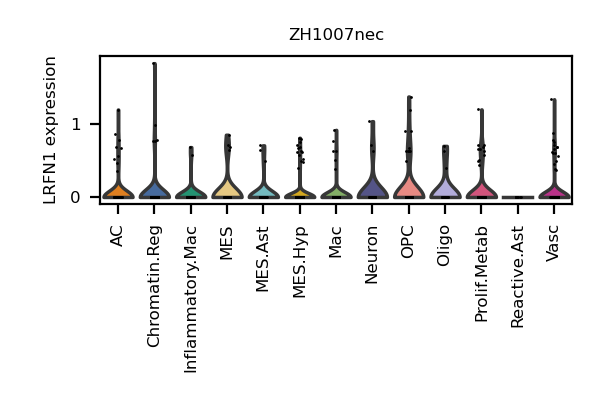 ZH1007nec
LRFN1 expression
1
0
AC
Chromatin.Reg
Inflammatory.Mac
MES
MES.Ast
MES.Hyp
Mac
Neuron
OPC
Oligo
Prolif.Metab
Reactive.Ast
Vasc